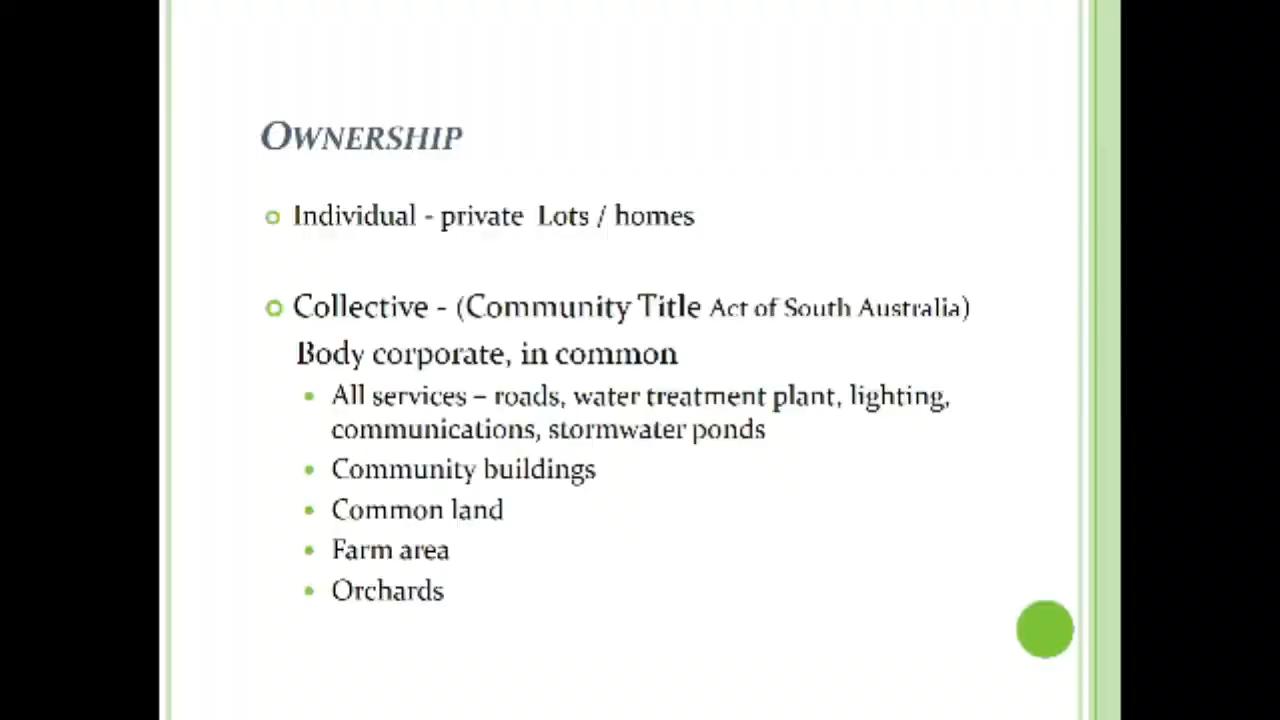 OWNERSHIP
Individual - private Lots / homes
Collective - (Community Title Act of South Australia)
Body corporate, in common
All services – roads, water treatment plant, lighting,
communications, stormwater ponds
Community buildings
Common land
Farm area
Orchards